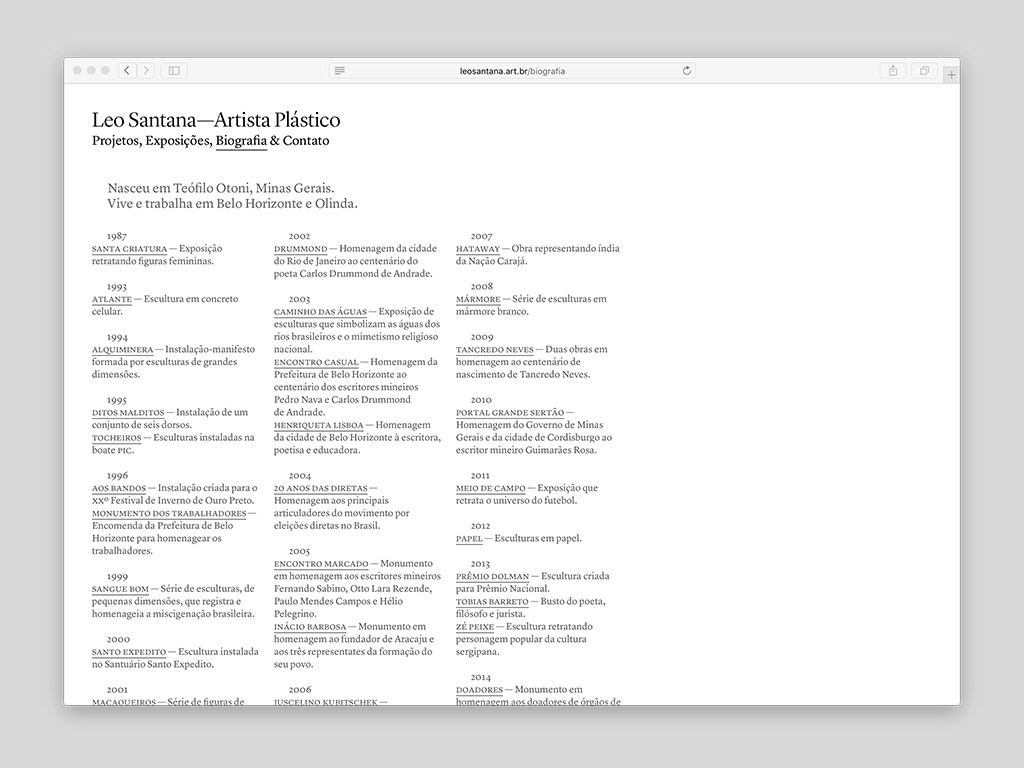 leosantana.art.br/biografia
Leo Santana—Artista Plástico
Projetos, Exposições, Biografia & Contato
Nasceu em Teófilo Otoni, Minas Gerais.
Vive e trabalha em Belo Horizonte e Olinda.
1987
SANTA CRIATURA — Exposição
retratando figuras femininas.
1993
ATLANTE — Escultura em concreto
celular.
1994
ALQUIMINERA — Instalação-manifesto
formada por esculturas de grandes
dimensões.
1995
DITOS MALDITOS — Instalação de um
conjunto de seis dorsos.
TOCHEIROS — Esculturas instaladas na
boate PIC.
1996
AOS BANDOS — Instalação criada para o
XXº Festival de Inverno de Ouro Preto.
MONUMENTO DOS TRABALHADORES —
Encomenda da Prefeitura de Belo
Horizonte para homenagear os
trabalhadores.
1999
SANGUE BOM — Série de esculturas, de
pequenas dimensões, que registra e
homenageia a miscigenação brasileira.
2000
SANTO EXPEDITO — Escultura instalada
no Santuário Santo Expedito.
2001
MACAQUEIROS — Série de figuras de
2002
DRUMMOND — Homenagem da cidade
do Rio de Janeiro ao centenário do
poeta Carlos Drummond de Andrade.
2003
CAMINHO DAS ÁGUAS — Exposição de
esculturas que simbolizam as águas dos
rios brasileiros e o mimetismo religioso
nacional.
ENCONTRO CASUAL — Homenagem da
Prefeitura de Belo Horizonte ao
centenário dos escritores mineiros
Pedro Nava e Carlos Drummond
de Andrade.
HENRIQUETA LISBOA — Homenagem
da cidade de Belo Horizonte à escritora,
poetisa e educadora.
2004
20 ANOS DAS DIRETAS —
Homenagem aos principais
articuladores do movimento por
eleições diretas no Brasil.
2005
ENCONTRO MARCADO — Monumento
em homenagem aos escritores mineiros
Fernando Sabino, Otto Lara Rezende,
Paulo Mendes Campos e Hélio
Pelegrino.
INÁCIO BARBOSA — Monumento em
homenagem ao fundador de Aracaju e
aos três representates da formação do
seu povo.
2006
JUSCELINO KUBITSCHEK —
2007
HATAWAY — Obra representando índia
da Nação Carajá.
2008
MÁRMORE — Série de esculturas em
mármore branco.
2009
TANCREDO NEVES — Duas obras em
homenagem ao centenário de
nascimento de Tancredo Neves.
2010
PORTAL GRANDE SERTÃO —
Homenagem do Governo de Minas
Gerais e da cidade de Cordisburgo ao
escritor mineiro Guimarães Rosa.
2011
MEIO DE CAMPO — Exposição que
retrata o universo do futebol.
2012
PAPEL — Esculturas em papel.
2013
PRÊMIO DOLMAN — Escultura criada
para Prêmio Nacional.
TOBIAS BARRETO — Busto do poeta,
filósofo e jurista.
ZÉ PEIXE — Escultura retratando
personagem popular da cultura
sergipana.
2014
DOADORES — Monumento em
homenagem aos doadores de órgãos de